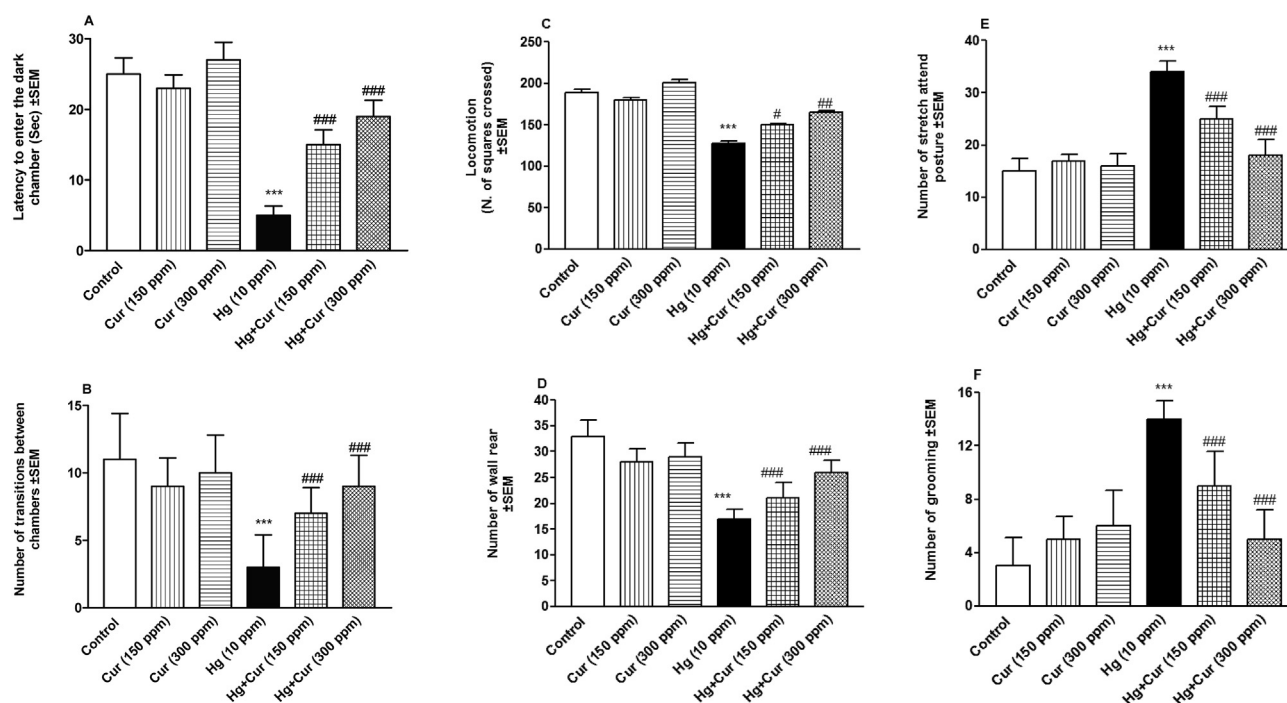 A
Latency to enter the dark
chamber (Sec) ±SEM
30
20
10
0
***
###
###
Control
Cur (150 ppm)
Cur (300 ppm)
Hg (10 ppm)
Hg+Cur (150 ppm)
Hg+Cur (300 ppm)
B
Number of transitions between
chambers ±SEM
15
10
5
0
***
###
###
Control
Cur (150 ppm)
Cur (300 ppm)
Hg (10 ppm)
Hg+Cur (150 ppm)
Hg+Cur (300 ppm)
C
Locomotion
(N. of squares crossed)
±SEM
250
200
150
100
50
0
***
#
##
Control
Cur (150 ppm)
Cur (300 ppm)
Hg (10 ppm)
Hg+Cur (150 ppm)
Hg+Cur (300 ppm)
D
Number of wall rear
±SEM
40
35
30
25
20
15
10
5
0
***
###
###
Control
Cur (150 ppm)
Cur (300 ppm)
Hg (10 ppm)
Hg+Cur (150 ppm)
Hg+Cur (300 ppm)
E
Number of stretch attend
posture ±SEM
40
30
20
10
0
***
###
###
Control
Cur (150 ppm)
Cur (300 ppm)
Hg (10 ppm)
Hg+Cur (150 ppm)
Hg+Cur (300 ppm)
F
Number of grooming ±SEM
16
12
8
4
0
***
###
###
Control
Cur (150 ppm)
Cur (300 ppm)
Hg (10 ppm)
Hg+Cur (150 ppm)
Hg+Cur (300 ppm)